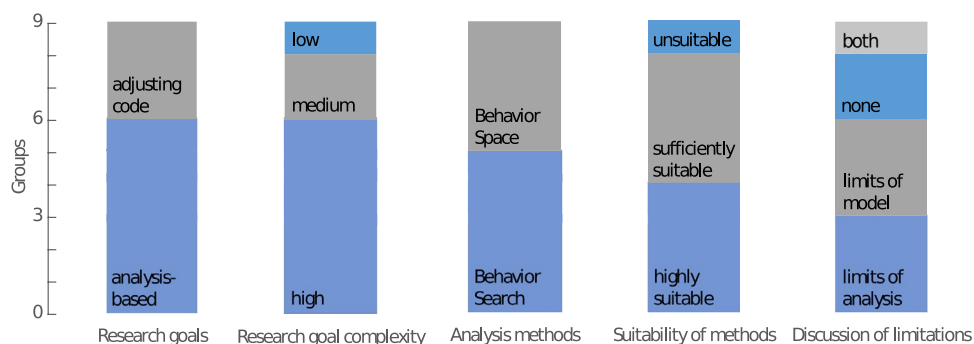 9
6
3
0
Groups
adjusting
code
analysis-
based
Research goals
low
medium
high
Research goal complexity
Behavior
Space
Behavior
Search
Analysis methods
unsuitable
sufficiently
suitable
highly
suitable
Suitability of methods
both
none
limits of
model
limits of
analysis
Discussion of limitations